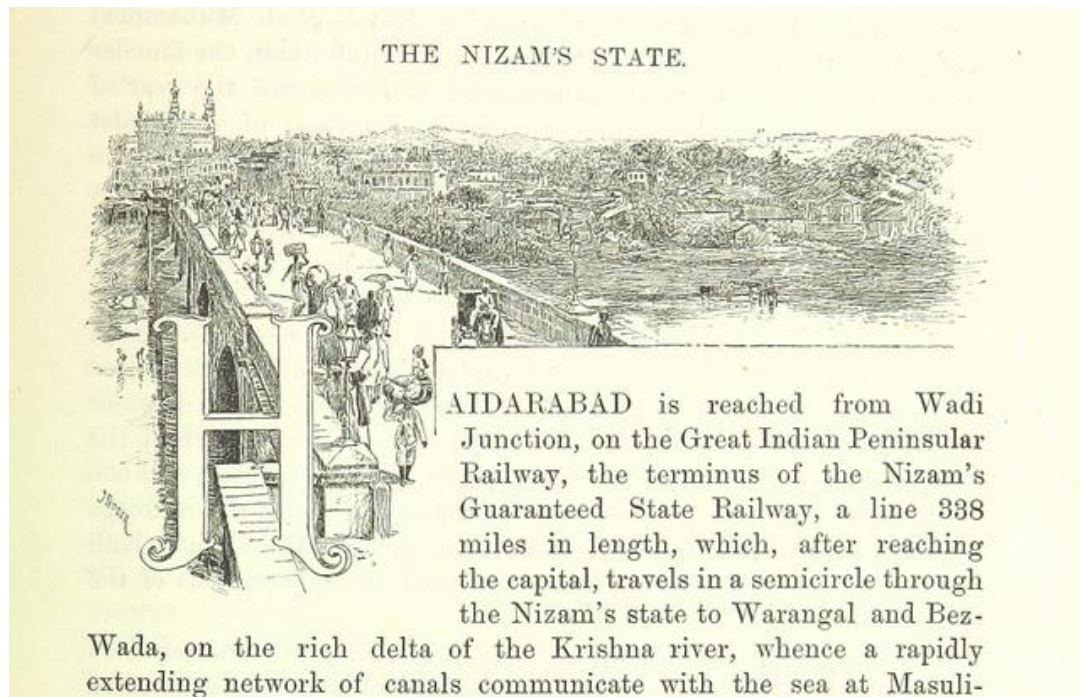 THE NIZAM'S STATE.
HAIDARABAD is reached from Wadi
Junction, on the Great Indian Peninsular
Railway, the terminus of the Nizam's
Guaranteed State Railway, a line 338
miles in length, which, after reaching
the capital, travels in a semicircle through
the Nizam's state to Warangal and Bez-
Wada, on the rich delta of the Krishna river, whence a rapidly
extending network of canals communicate with the sea at Masuli-